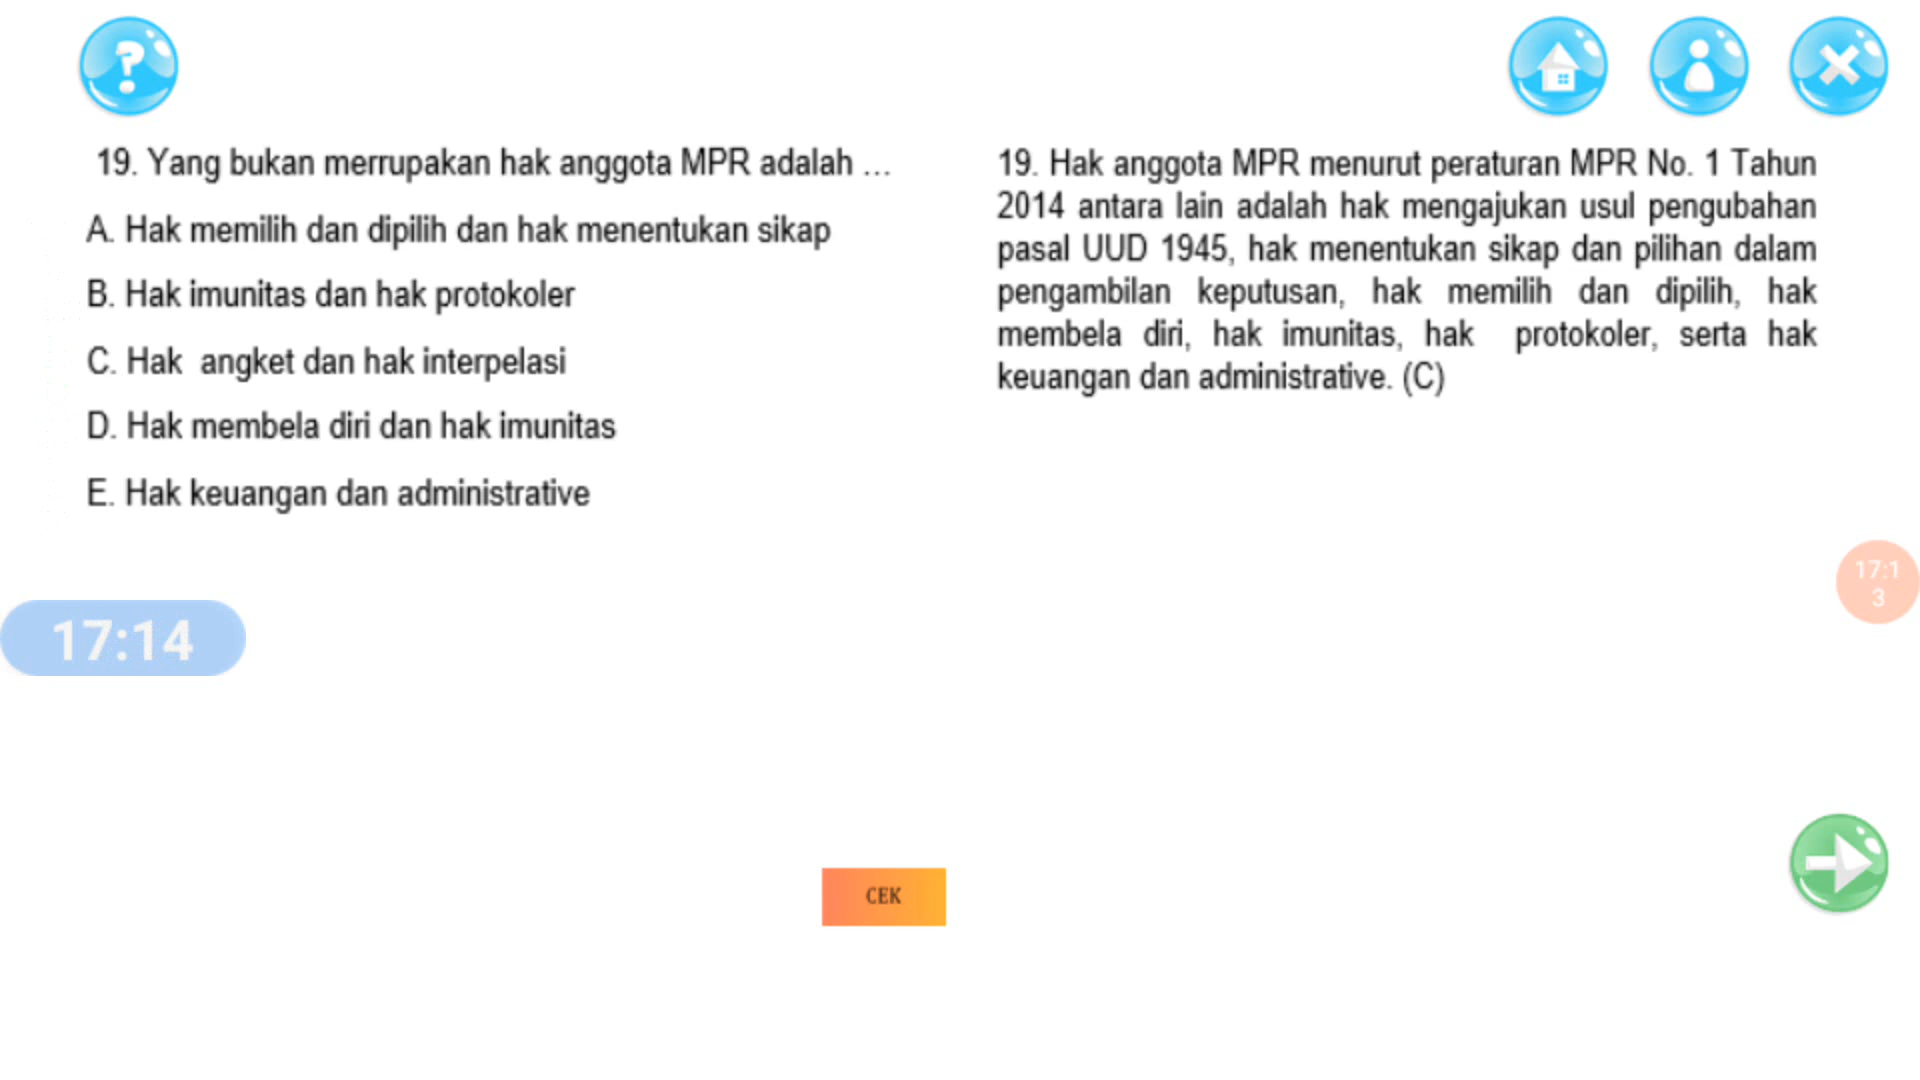 19. Yang bukan merrupakan hak anggota MPR adalah ...
A. Hak memilih dan dipilih dan hak menentukan sikap
B. Hak imunitas dan hak protokoler
C. Hak angket dan hak interpelasi
D. Hak membela diri dan hak imunitas
E. Hak keuangan dan administrative
19. Hak anggota MPR menurut peraturan MPR No. 1 Tahun
2014 antara lain adalah hak mengajukan usul pengubahan
pasal UUD 1945, hak menentukan sikap dan pilihan dalam
pengambilan keputusan, hak memilih dan dipilih, hak
membela diri, hak imunitas, hak protokoler, serta hak
keuangan dan administrative. (C)
17:1
3
17:14
CEK